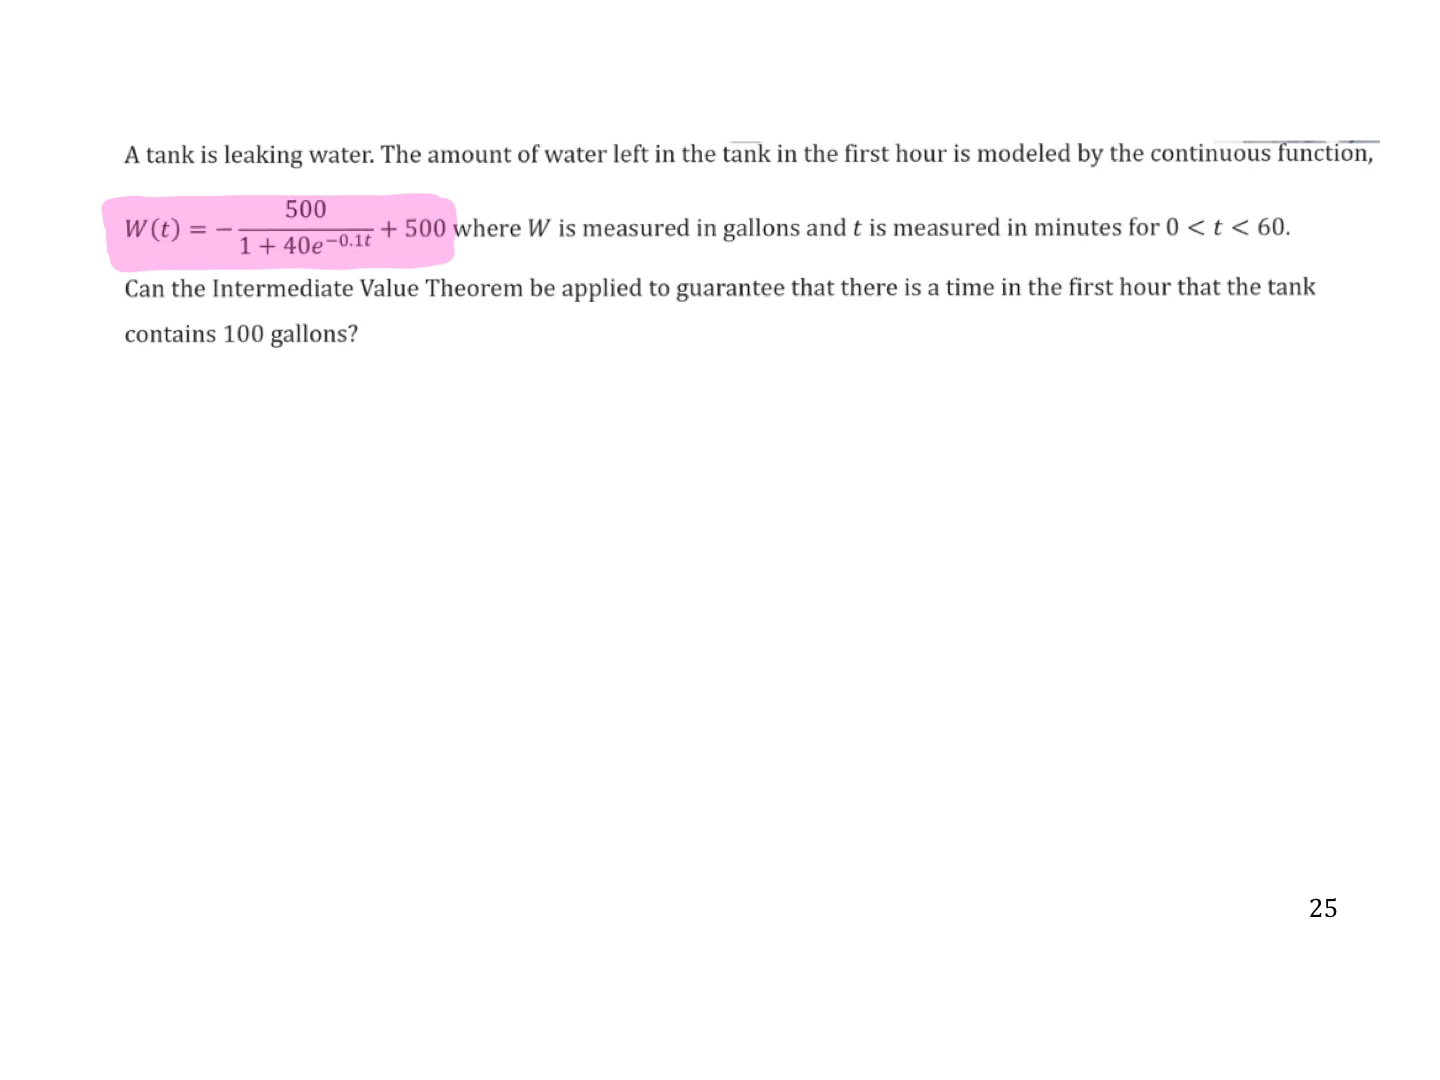 A tank is leaking water. The amount of water left in the tank in the first hour is modeled by the continuous function,
W(t) = − 500 / (1 + 40e^−0.1t) + 500 where W is measured in gallons and t is measured in minutes for 0 < t < 60.
Can the Intermediate Value Theorem be applied to guarantee that there is a time in the first hour that the tank
contains 100 gallons?
25